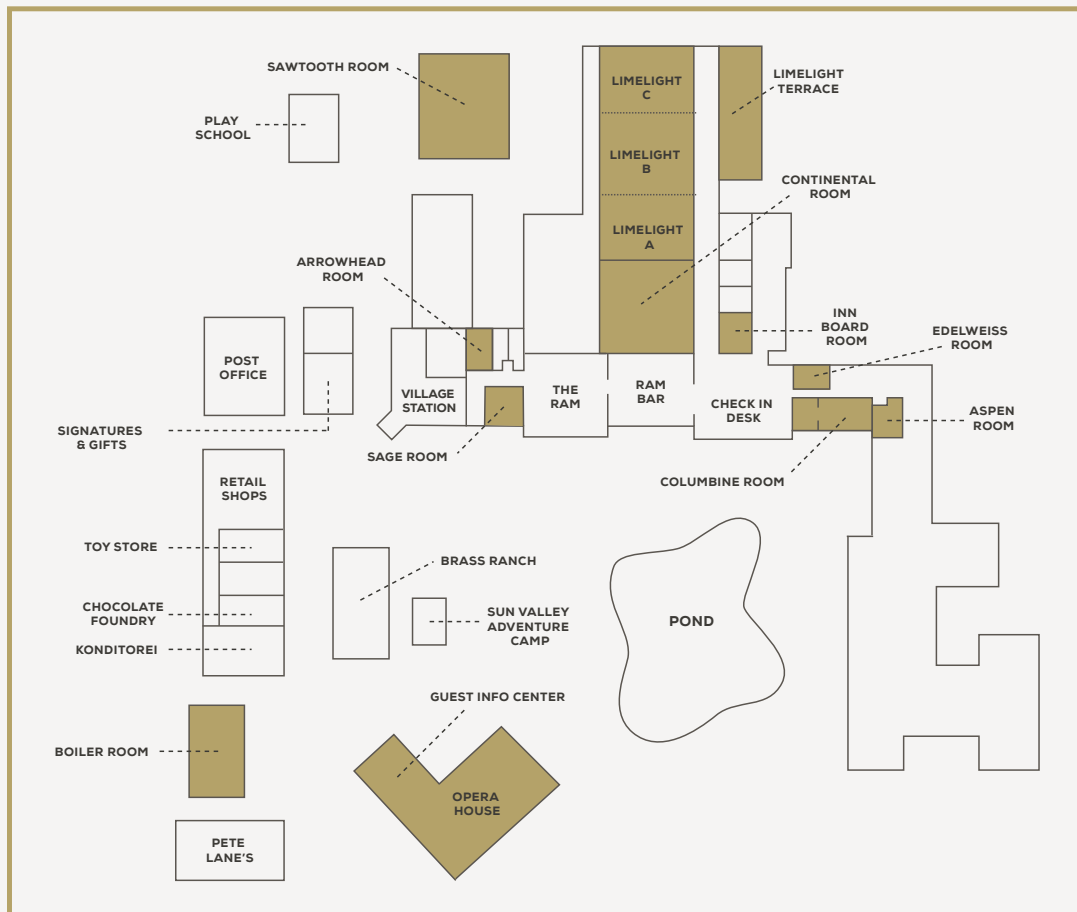 SAWTOOTH ROOM
PLAY
SCHOOL
LIMELIGHT
C
LIMELIGHT
TERRACE
LIMELIGHT
B
CONTINENTAL
ROOM
LIMELIGHT
A
ARROWHEAD
ROOM
INN
BOARD
ROOM
EDELWEISS
ROOM
POST
OFFICE
VILLAGE
STATION
THE
RAM
RAM
BAR
CHECK IN
DESK
ASPEN
ROOM
SIGNATURES
& GIFTS
SAGE ROOM
COLUMBINE ROOM
RETAIL
SHOPS
TOY STORE
BRASS RANCH
CHOCOLATE
FOUNDRY
SUN VALLEY
ADVENTURE
CAMP
POND
KONDITOREI
GUEST INFO CENTER
BOILER ROOM
OPERA
HOUSE
PETE
LANE'S